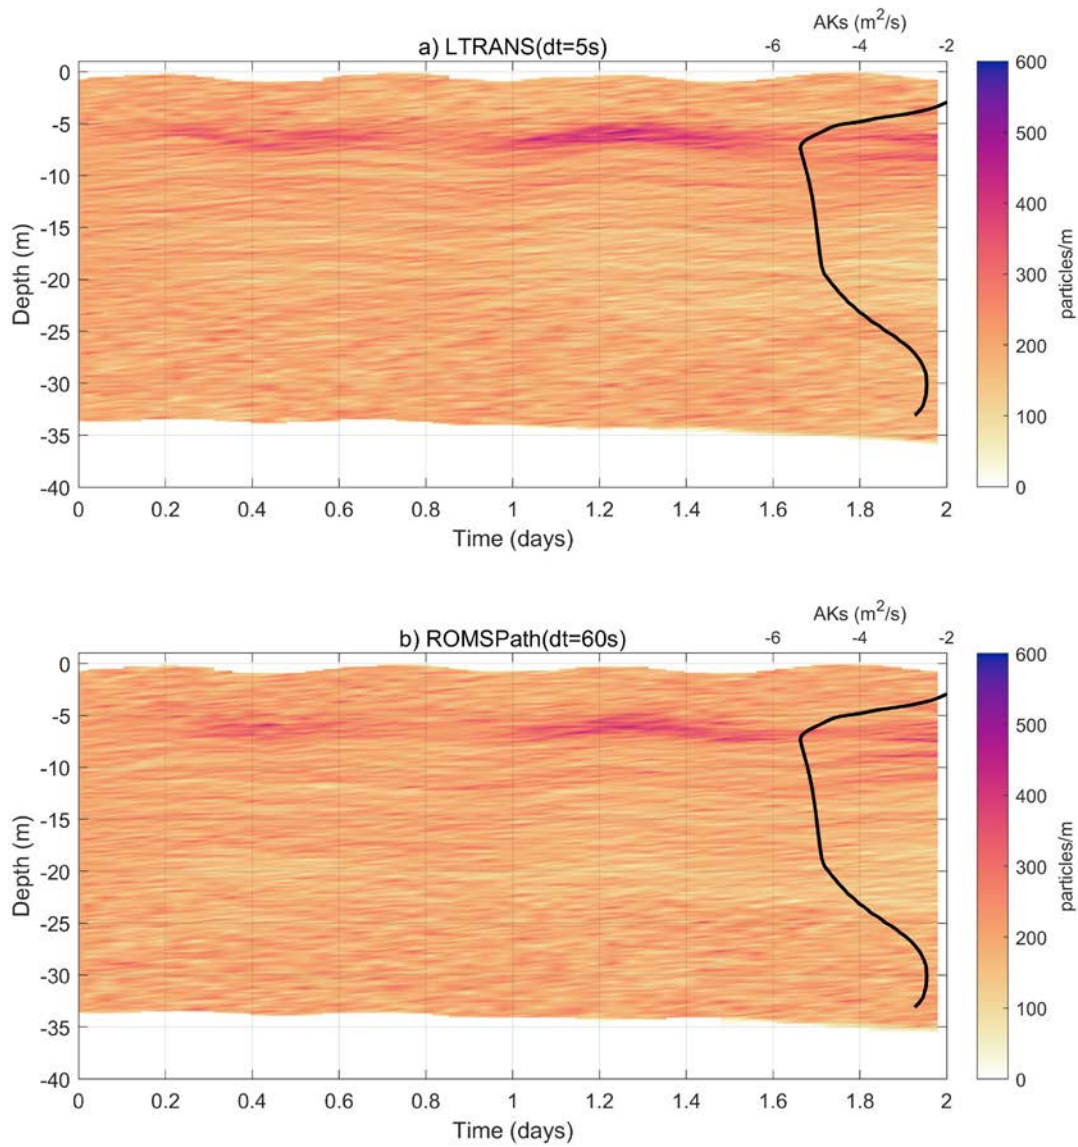 AKs (m²/s)
-6 -4 -2
a) LTRANS(dt=5s)
0
-5
-10
-15
-20
-25
-30
-35
-40
Depth (m)
0 0.2 0.4 0.6 0.8 1 1.2 1.4 1.6 1.8 2
Time (days)
600
500
400
300
200
100
0
particles/m
AKs (m²/s)
-6 -4 -2
b) ROMSPath(dt=60s)
0
-5
-10
-15
-20
-25
-30
-35
-40
Depth (m)
0 0.2 0.4 0.6 0.8 1 1.2 1.4 1.6 1.8 2
Time (days)
600
500
400
300
200
100
0
particles/m